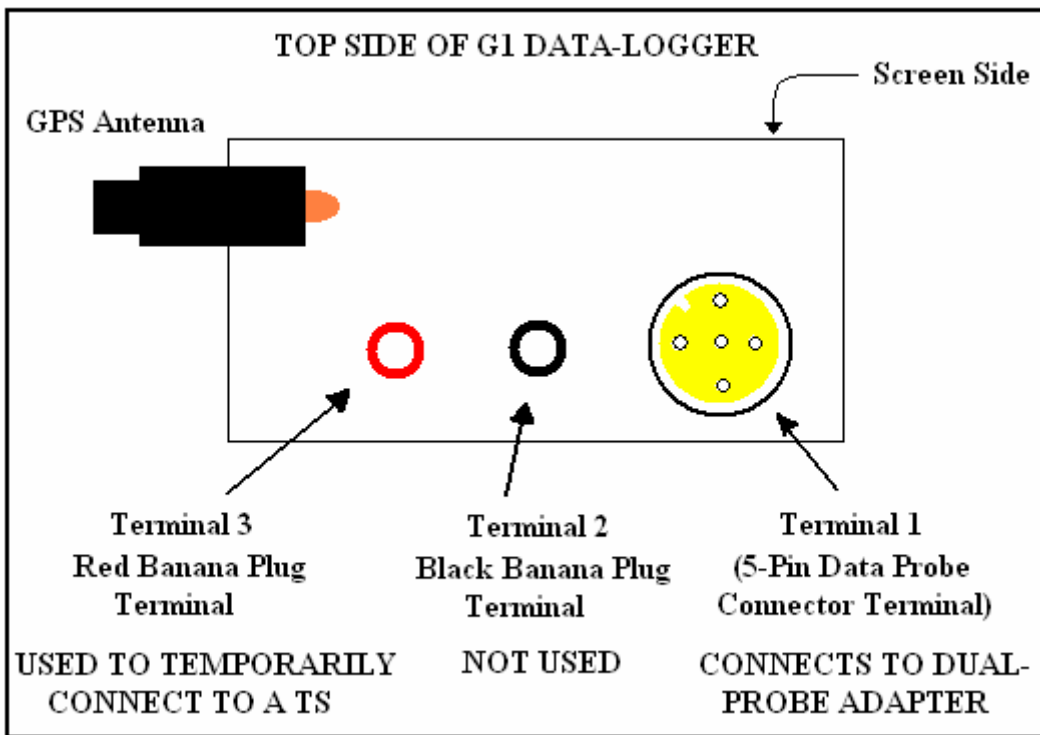 TOP SIDE OF G1 DATA-LOGGER
Screen Side
GPS Antenna
Terminal 3
Red Banana Plug
Terminal
USED TO TEMPORARILY
CONNECT TO A TS
Terminal 2
Black Banana Plug
Terminal
NOT USED
Terminal 1
(5-Pin Data Probe
Connector Terminal)
CONNECTS TO DUAL-
PROBE ADAPTER